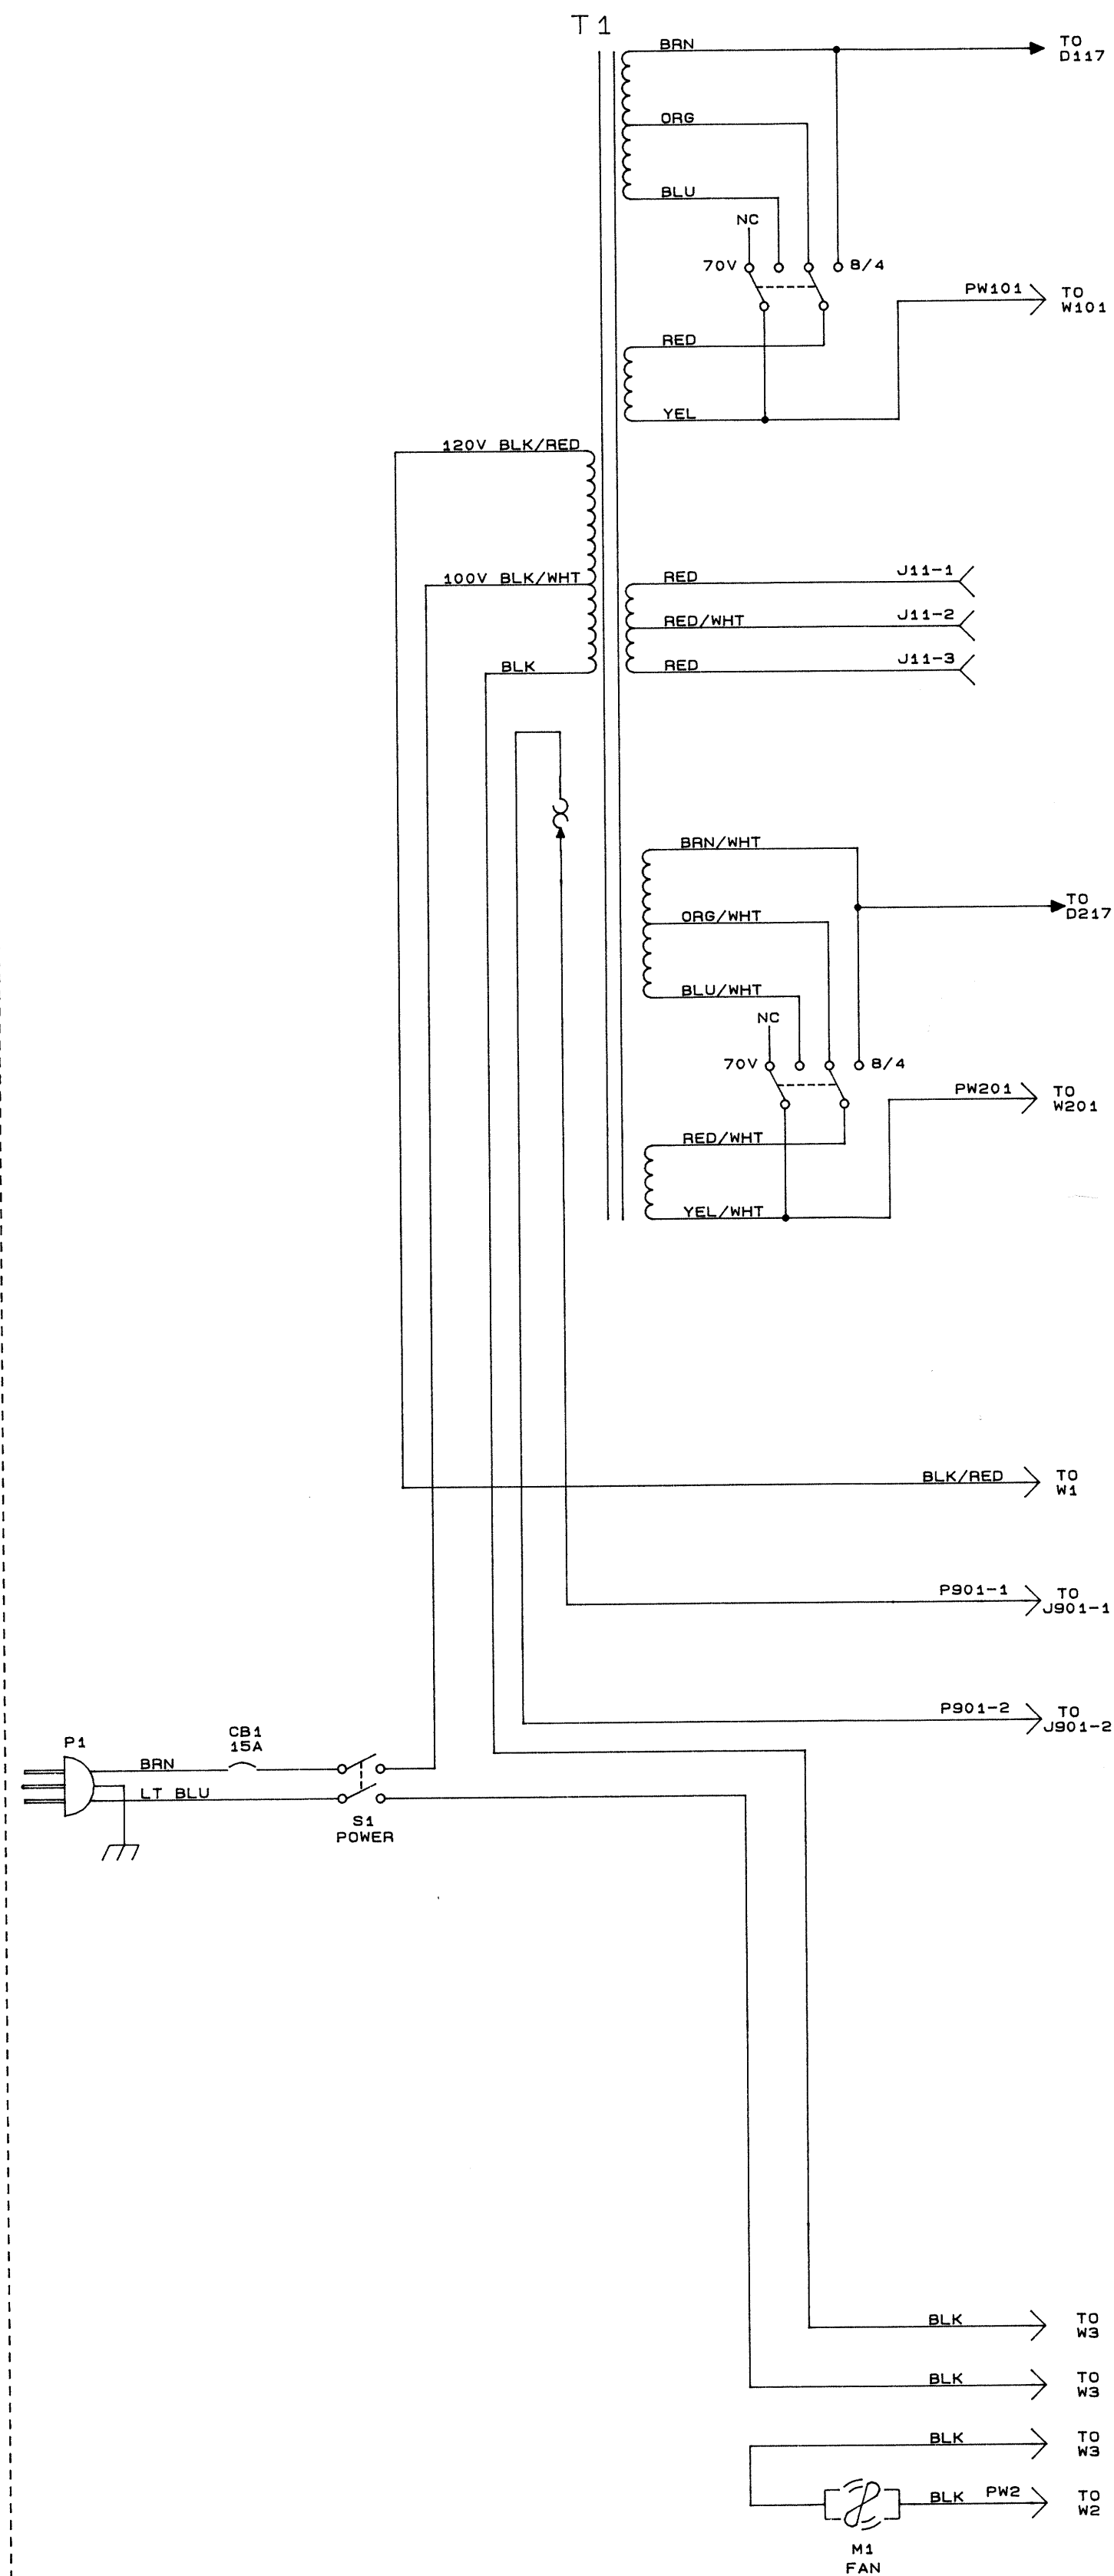 T1
BRN
TO
D117
ORG
BLU
NC
70V
8/4
PW101
TO
W101
RED
YEL
120V BLK/RED
100V BLK/WHT
BLK
RED
J11-1
RED/WHT
J11-2
RED
J11-3
BRN/WHT
TO
D217
ORG/WHT
BLU/WHT
NC
70V
8/4
PW201
TO
W201
RED/WHT
YEL/WHT
BLK/RED
TO
W1
P901-1
TO
J901-1
P901-2
TO
J901-2
P1
BRN
CB1
15A
LT BLU
S1
POWER
BLK
TO
W3
BLK
TO
W3
BLK
TO
W3
BLK
PW2
TO
W2
M1
FAN